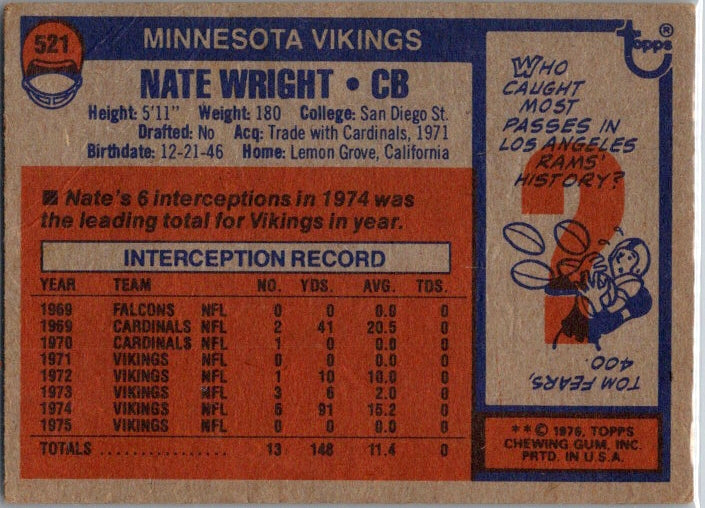 521
MINNESOTA VIKINGS
NATE WRIGHT • CB
Height: 5'11" Weight: 180 College: San Diego St.
Drafted: No Acq: Trade with Cardinals, 1971
Birthdate: 12-21-46 Home: Lemon Grove, California
■ Nate's 6 interceptions in 1974 was
the leading total for Vikings in year.
INTERCEPTION RECORD
YEAR TEAM NO. YDS. AVG. TDS.
1969 FALCONS NFL 0 0 0.0 0
1969 CARDINALS NFL 2 41 20.5 0
1970 CARDINALS NFL 1 0 0.0 0
1971 VIKINGS NFL 0 0 0.0 0
1972 VIKINGS NFL 1 10 10.0 0
1973 VIKINGS NFL 3 6 2.0 0
1974 VIKINGS NFL 6 91 15.2 0
1975 VIKINGS NFL 0 0 0.0 0
TOTALS ................ 13 148 11.4 0
topps®
WHO
CAUGHT
MOST
PASSES IN
LOS ANGELES
RAMS'
HISTORY?
?
TOM FEARS,
400.
**© 1976, TOPPS
CHEWING GUM, INC.
PRTD. IN U.S.A.